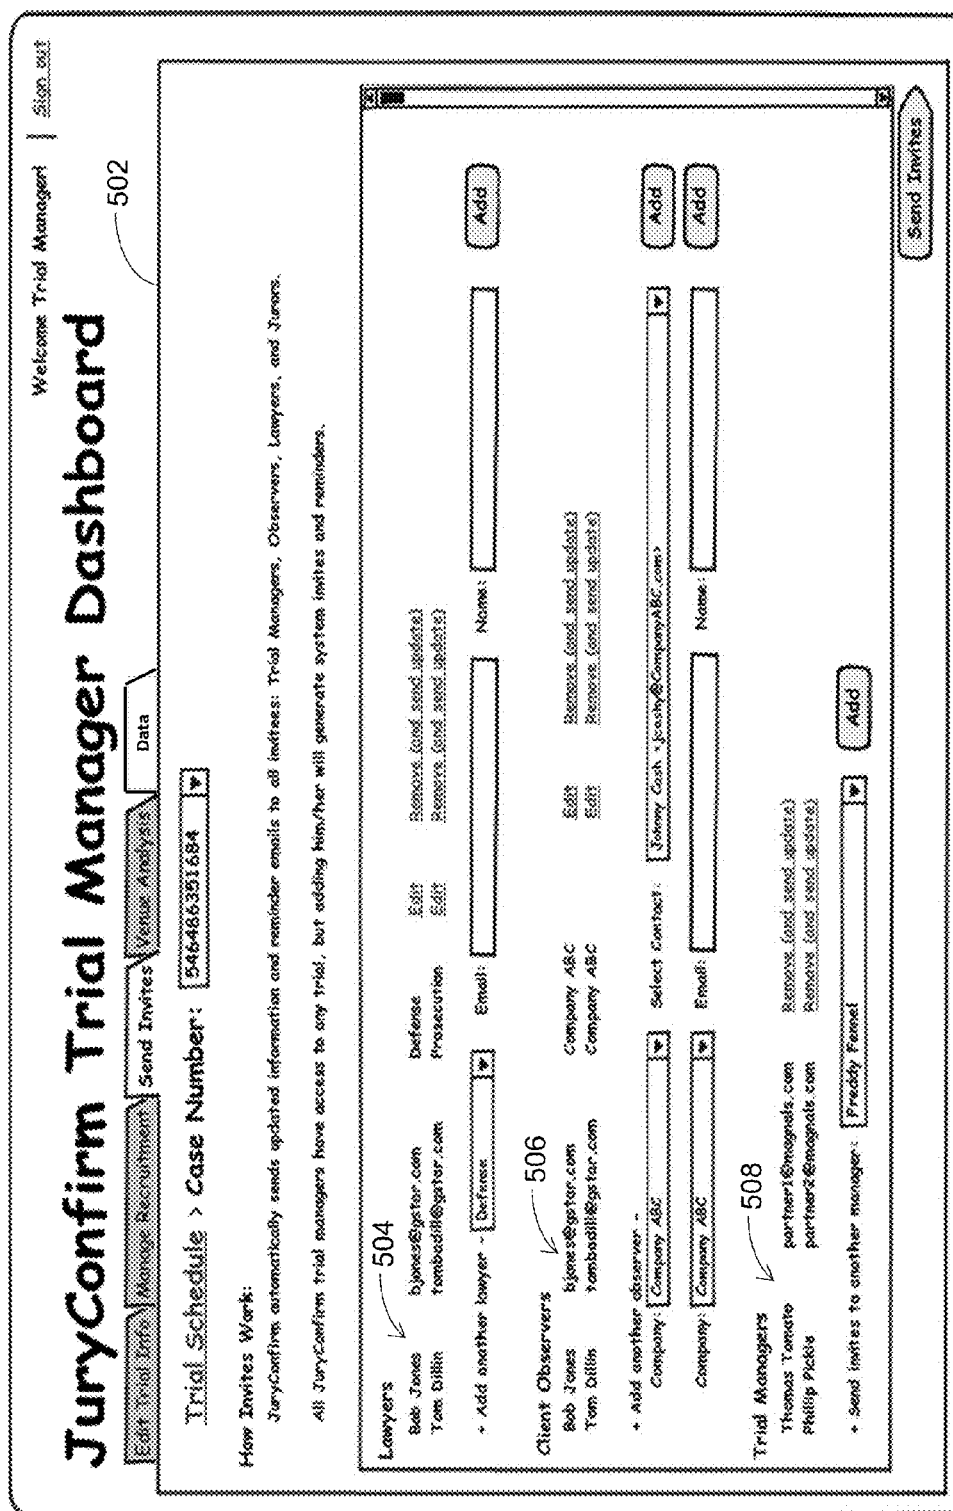 Welcome Trial Manager! | Sign out
JuryConfirm Trial Manager Dashboard
502
Edit Trial Info Manage Recruitment Send Invites Venue Analysis Data
Trial Schedule > Case Number: 546486351684
How Invites Work:
JuryConfirm automatically sends updated information and reminder emails to all invitees: Trial Managers, Observers, Lawyers, and Jurors.
All JuryConfirm trial managers have access to any trial, but adding him/her will generate system invites and reminders.
Lawyers
504
Bob Jones bjones@gstar.com Defense Edit Remove (and send update)
Tom Dillin tombadill@gstar.com Prosecution Edit Remove (and send update)
+ Add another lawyer - Defense Email: Name: Add
Client Observers
506
Bob Jones bjones@gstar.com Company ABC Edit Remove (and send update)
Tom Dillin tombadill@gstar.com Company ABC Edit Remove (and send update)
+ Add another observer -
Company: Company ABC Select Contact: Johnny Cash <jcashy@CompanyABC.com> Add
Company: Company ABC Email: Name: Add
Trial Managers
508
Thomas Tomato partner1@magnals.com Remove (and send update)
Phillip Pickle partner2@magnals.com Remove (and send update)
+ Send invites to another manager: Freddy Fennel Add
Send Invites